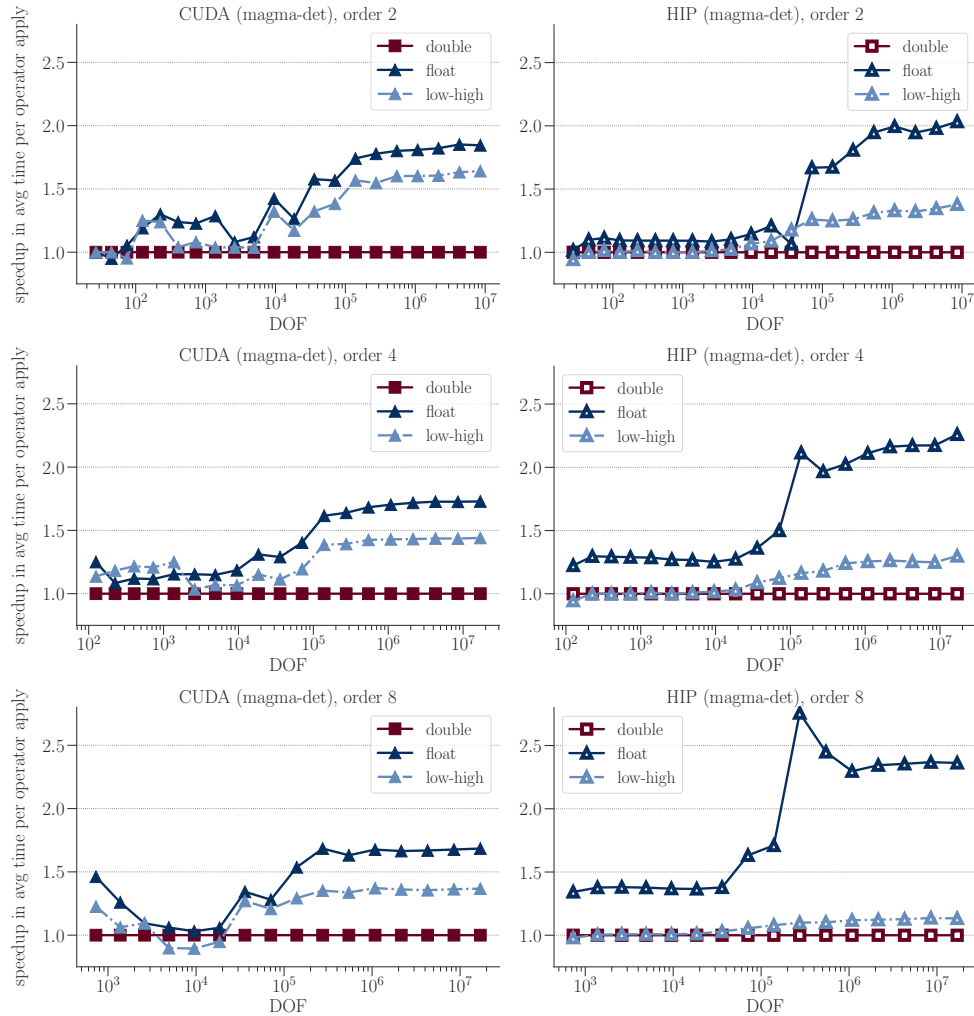 CUDA (magma-det), order 2
speedup in avg time per operator apply
2.5
2.0
1.5
1.0
double
float
low-high
10^2
10^3
10^4
10^5
10^6
10^7
DOF
HIP (magma-det), order 2
2.5
2.0
1.5
1.0
double
float
low-high
10^2
10^3
10^4
10^5
10^6
10^7
DOF
CUDA (magma-det), order 4
speedup in avg time per operator apply
2.5
2.0
1.5
1.0
double
float
low-high
10^2
10^3
10^4
10^5
10^6
10^7
DOF
HIP (magma-det), order 4
2.5
2.0
1.5
1.0
double
float
low-high
10^2
10^3
10^4
10^5
10^6
10^7
DOF
CUDA (magma-det), order 8
speedup in avg time per operator apply
2.5
2.0
1.5
1.0
double
float
low-high
10^3
10^4
10^5
10^6
10^7
DOF
HIP (magma-det), order 8
2.5
2.0
1.5
1.0
double
float
low-high
10^3
10^4
10^5
10^6
10^7
DOF